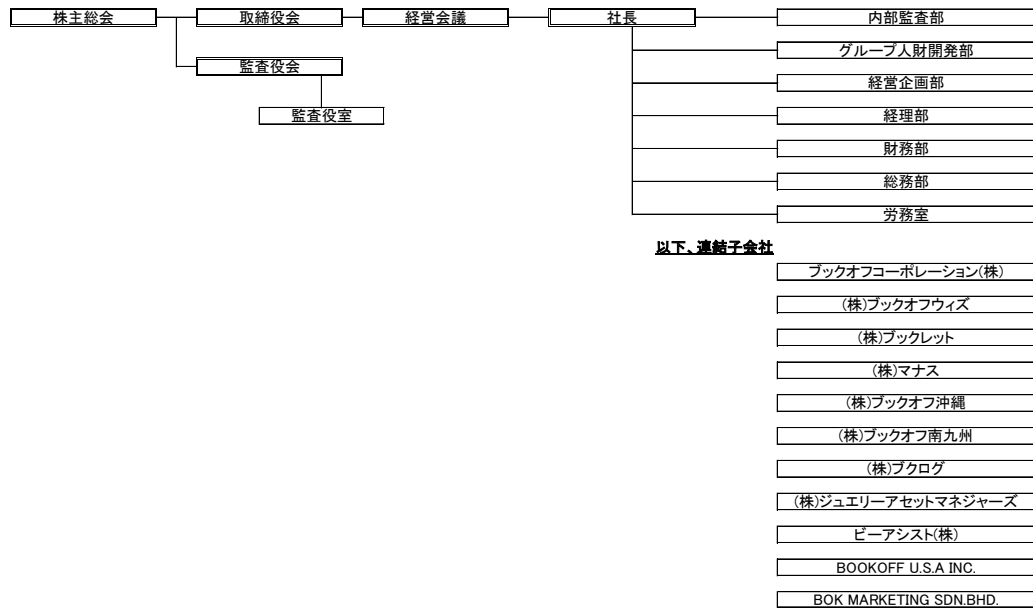 株主総会
取締役会
経営会議
社長
内部監査部
グループ人財開発部
監査役会
経営企画部
監査役室
経理部
財務部
総務部
労務室
以下、連結子会社
ブックオフコーポレーション(株)
(株)ブックオフウィズ
(株)ブックレット
(株)マナス
(株)ブックオフ沖縄
(株)ブックオフ南九州
(株)ブクログ
(株)ジュエリーアセットマネジャーズ
ビーアシスト(株)
BOOKOFF U.S.A INC.
BOK MARKETING SDN.BHD.